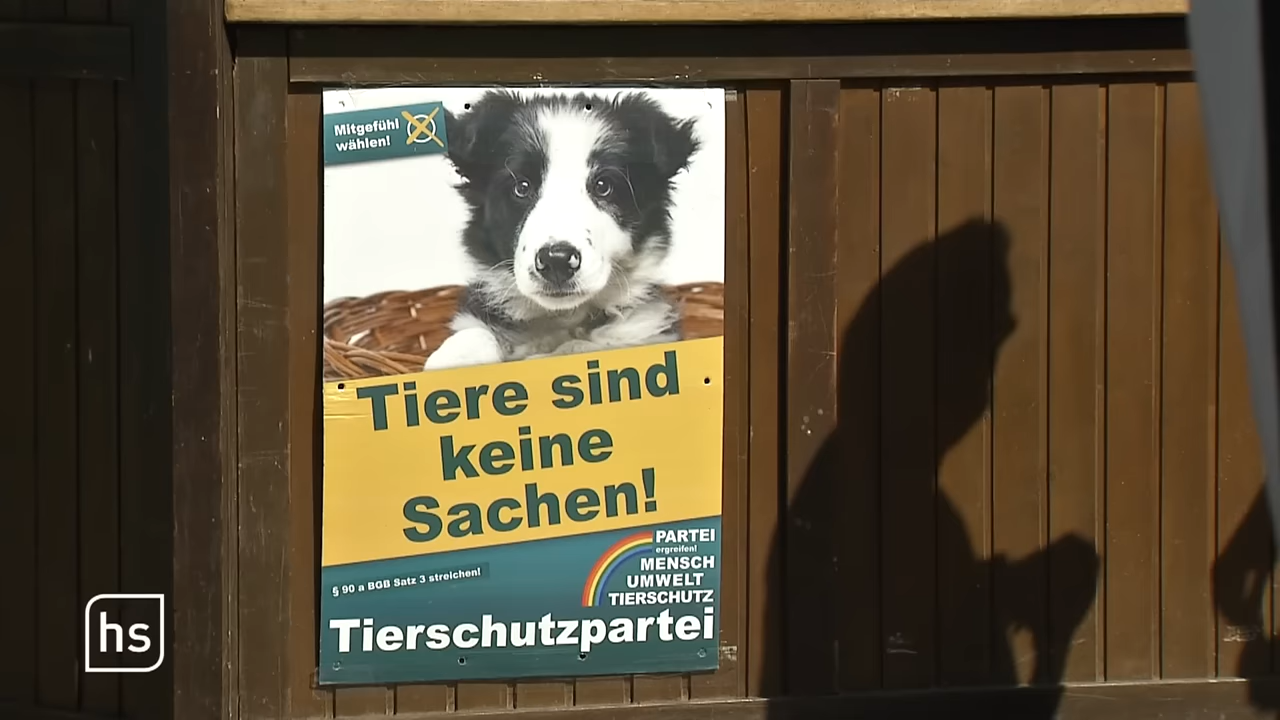 Mitgefühl
wählen!
Tiere sind
keine
Sachen!
PARTEI
ergreifen!
MENSCH
UMWELT
TIERSCHUTZ
§ 90 a BGB Satz 3 streichen!
Tierschutzpartei
hs